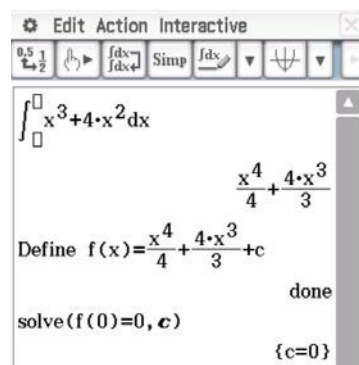 Edit Action Interactive
0.5 1 2 ∫dx ∫dx Simp ∫dx
∫□□ x^3+4·x^2dx
x^4/4+4·x^3/3
Define f(x)=x^4/4+4·x^3/3+c
done
solve(f(0)=0,c)
{c=0}